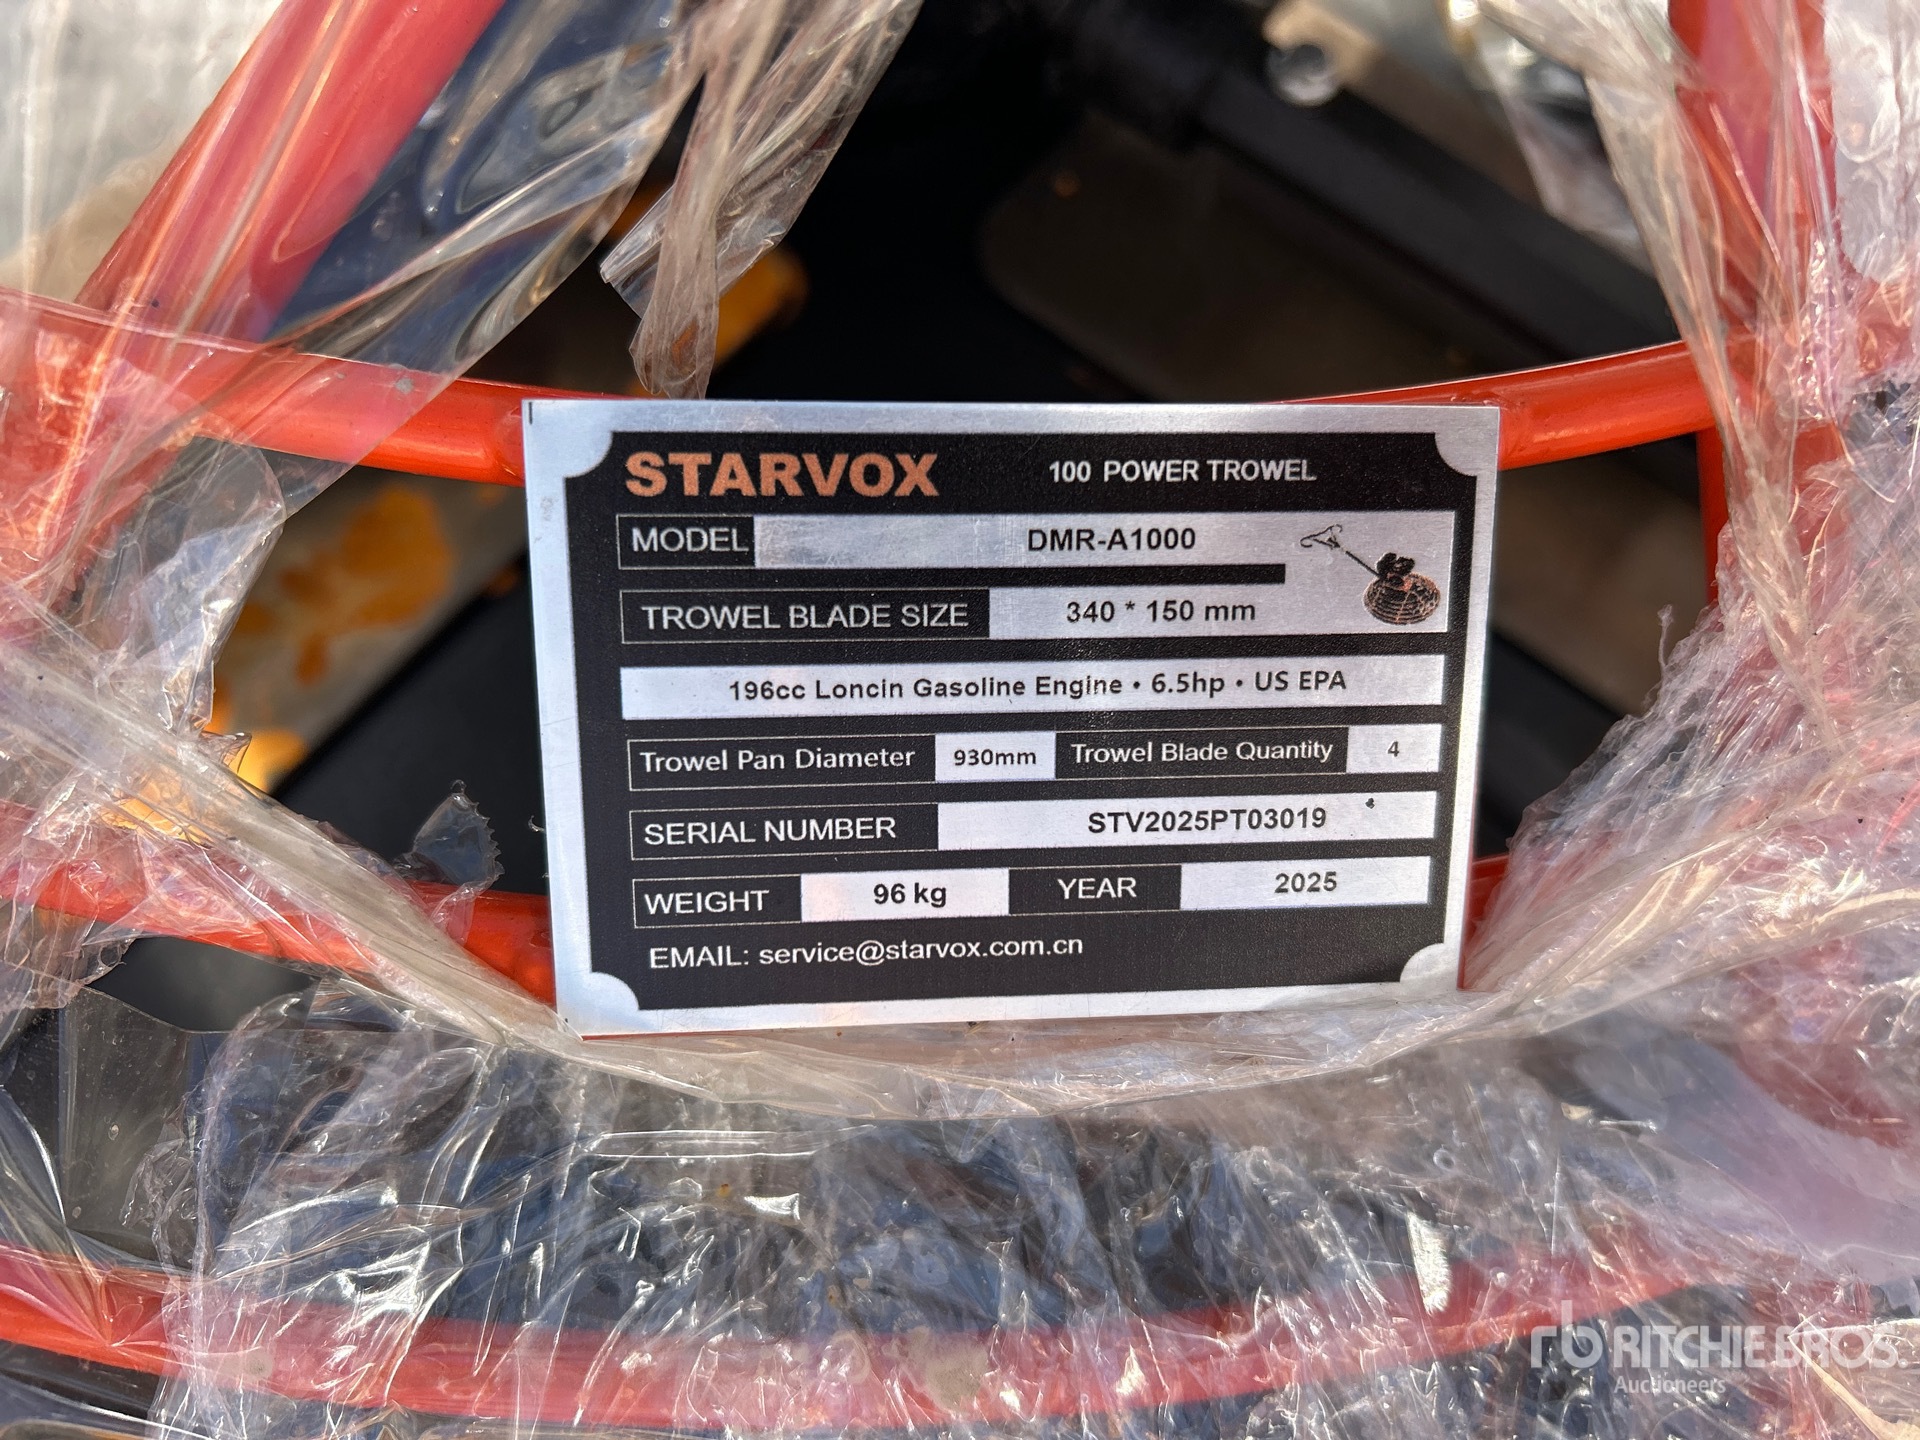 STARVOX 100 POWER TROWEL
MODEL DMR-A1000
TROWEL BLADE SIZE 340 * 150 mm
196cc Loncin Gasoline Engine • 6.5hp • US EPA
Trowel Pan Diameter 930mm Trowel Blade Quantity 4
SERIAL NUMBER STV2025PT03019
WEIGHT 96 kg YEAR 2025
EMAIL: service@starvox.com.cn
rb RITCHIE BROS.
Auctioneers